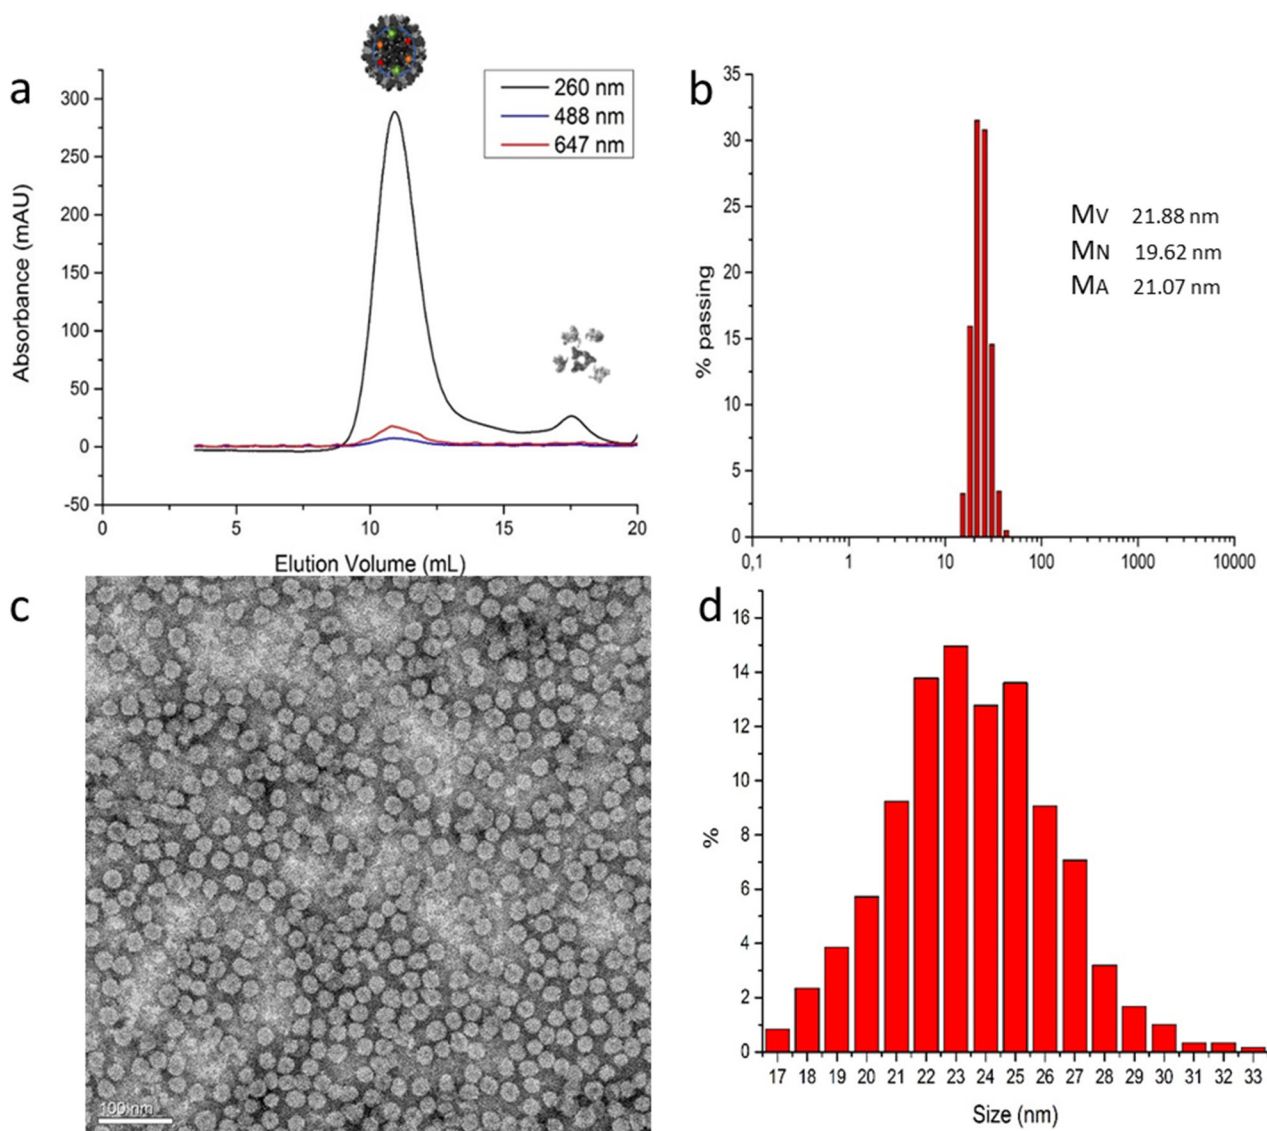 a
300
250
200
150
100
50
0
-50
Absorbance (mAU)
260 nm
488 nm
647 nm
0 5 10 15 20
Elution Volume (mL)
b
35
30
25
20
15
10
5
0
% passing
MV 21.88 nm
MN 19.62 nm
MA 21.07 nm
0,1 1 10 100 1000 10000
c
100 nm
d
16
14
12
10
8
6
4
2
0
%
17 18 19 20 21 22 23 24 25 26 27 28 29 30 31 32 33
Size (nm)